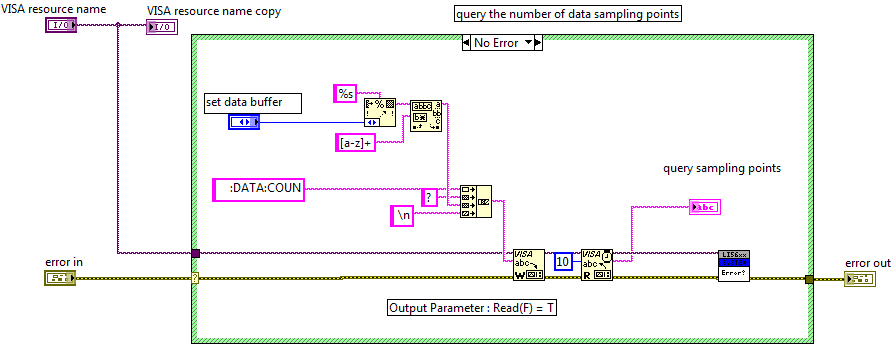 VISA resource name
VISA resource name copy
query the number of data sampling points
I/O
I/O
No Error
%s
set data buffer
[a-z]+
query sampling points
:DATA:COUN
?
abc
\n
error in
VISA
abc
W
10
VISA
abc
R
Error?
error out
?
Output Parameter : Read(F) = T